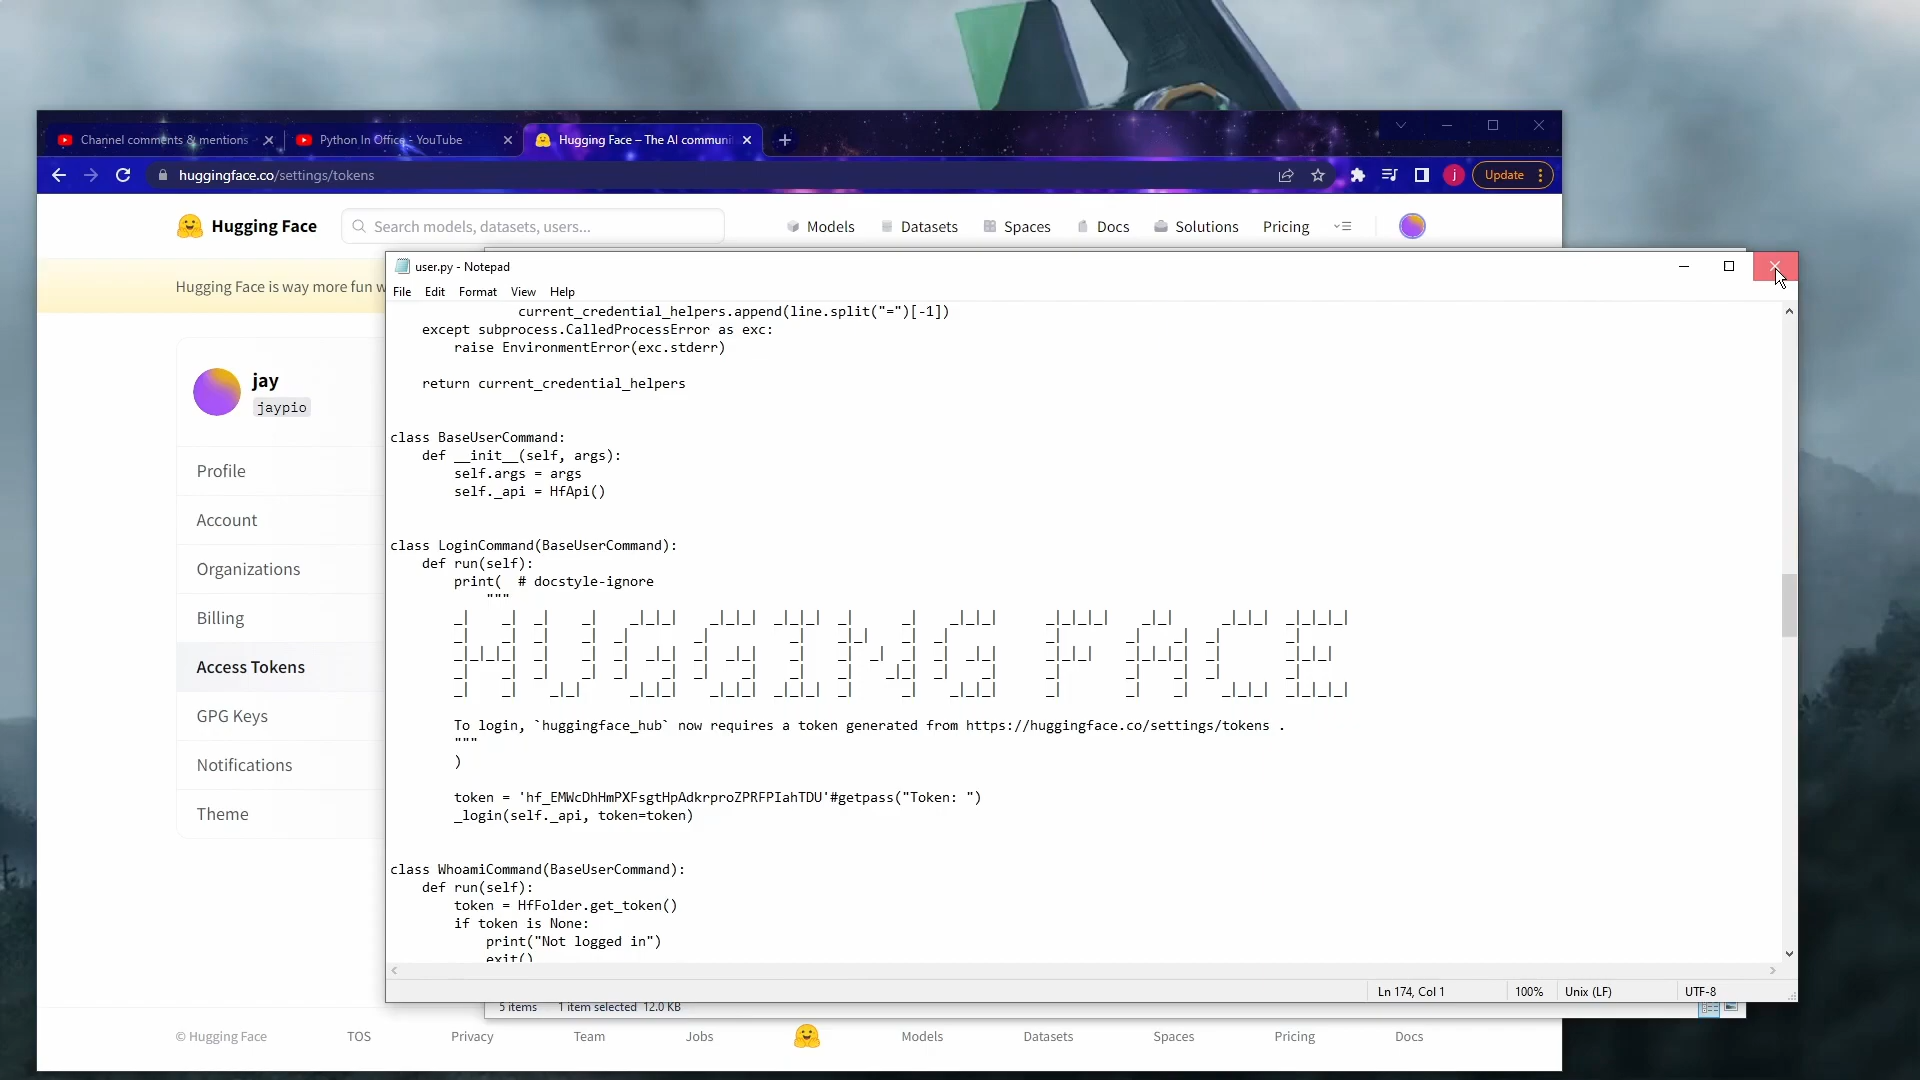 Channel comments & mentions
Python In Office - YouTube
Hugging Face – The AI communi
huggingface.co/settings/tokens
j
Update
Hugging Face
Search models, datasets, users...
Models
Datasets
Spaces
Docs
Solutions
Pricing
Hugging Face is way more fun w
jay
jaypio
Profile
Account
Organizations
Billing
Access Tokens
GPG Keys
Notifications
Theme
user.py - Notepad
File Edit Format View Help
current_credential_helpers.append(line.split("=")[-1])
except subprocess.CalledProcessError as exc:
raise EnvironmentError(exc.stderr)
return current_credential_helpers
class BaseUserCommand:
def __init__(self, args):
self.args = args
self._api = HfApi()
class LoginCommand(BaseUserCommand):
def run(self):
print(  # docstyle-ignore
"""
HUGGING FACE
To login, `huggingface_hub` now requires a token generated from https://huggingface.co/settings/tokens .
"""
)
token = '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'#getpass("Token: ")
_login(self._api, token=token)
class WhoamiCommand(BaseUserCommand):
def run(self):
token = HfFolder.get_token()
if token is None:
print("Not logged in")
exit()
Ln 174, Col 1
100%
Unix (LF)
UTF-8
5 items
1 item selected 12.0 KB
© Hugging Face
TOS
Privacy
Team
Jobs
Models
Datasets
Spaces
Pricing
Docs